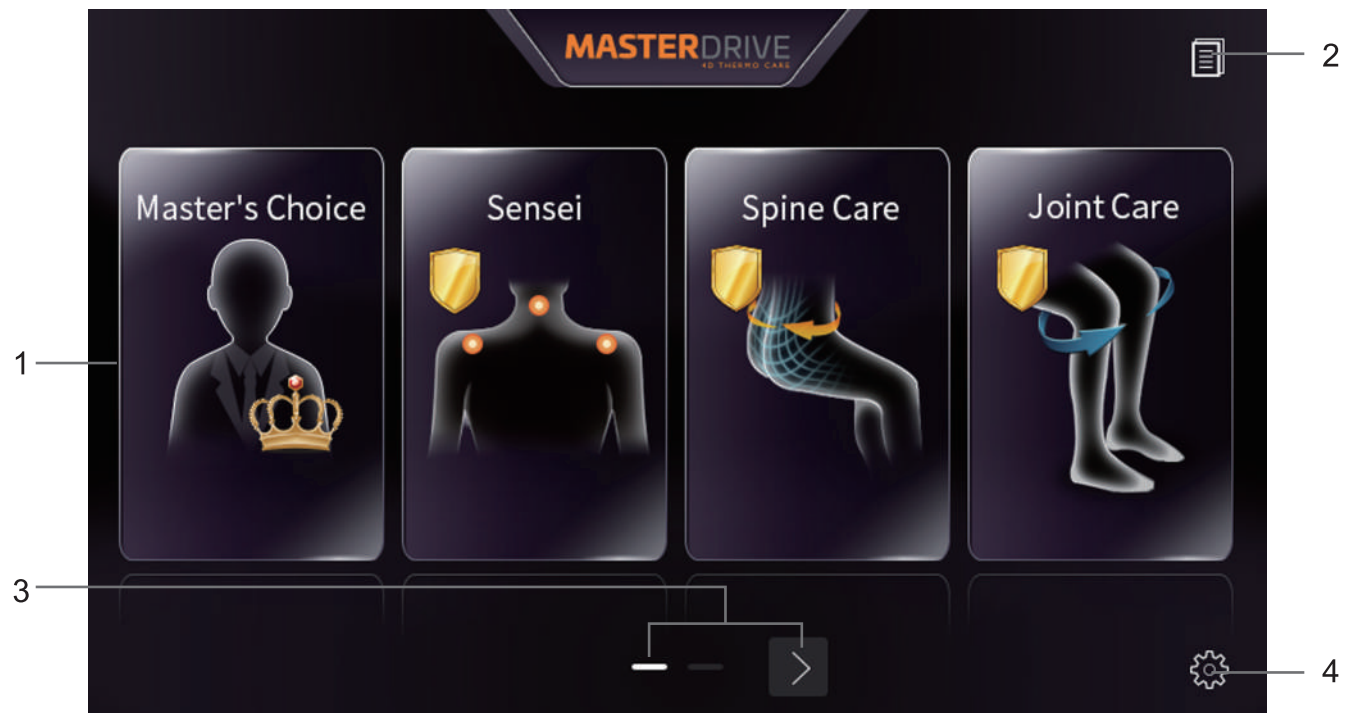 MASTERDRIVE
4D THERMO CARE
2
Master's Choice
Sensei
Spine Care
Joint Care
1
3
4